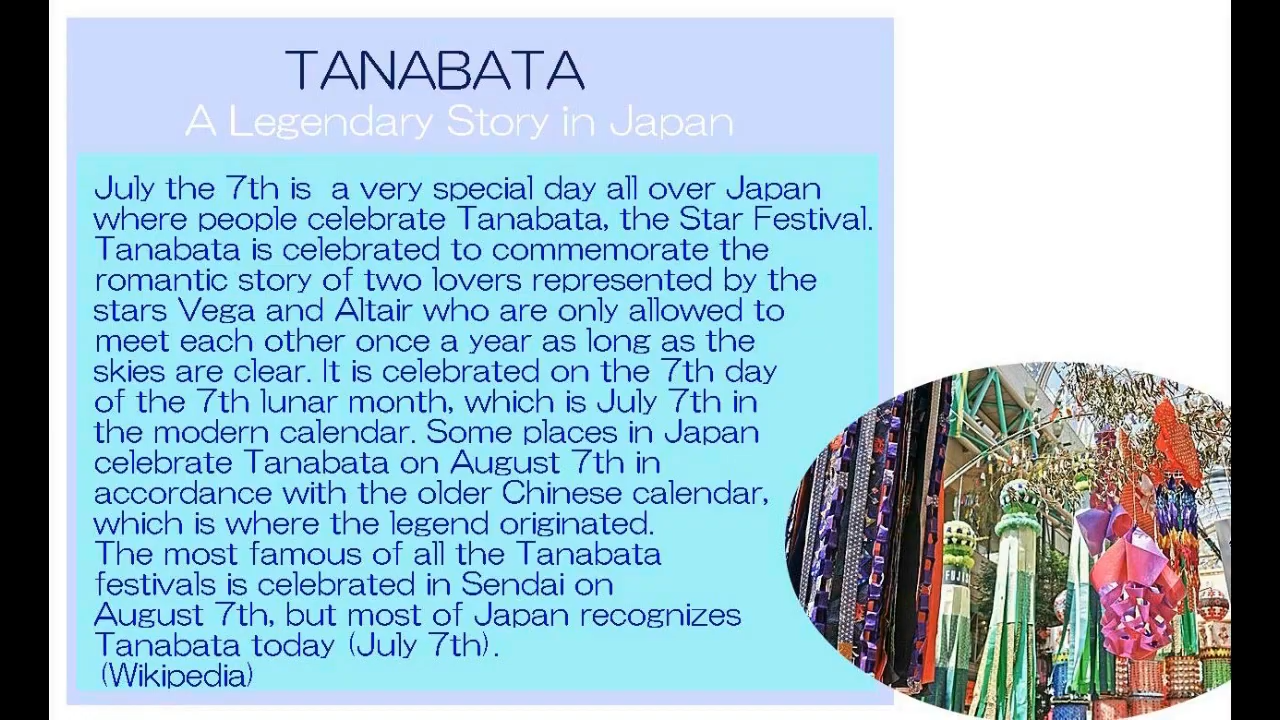 TANABATA
A Legendary Story in Japan
July the 7th is  a very special day all over Japan
where people celebrate Tanabata, the Star Festival.
Tanabata is celebrated to commemorate the
romantic story of two lovers represented by the
stars Vega and Altair who are only allowed to
meet each other once a year as long as the
skies are clear. It is celebrated on the 7th day
of the 7th lunar month, which is July 7th in
the modern calendar. Some places in Japan
celebrate Tanabata on August 7th in
accordance with the older Chinese calendar,
which is where the legend originated.
The most famous of all the Tanabata
festivals is celebrated in Sendai on
August 7th, but most of Japan recognizes
Tanabata today (July 7th).
(Wikipedia)